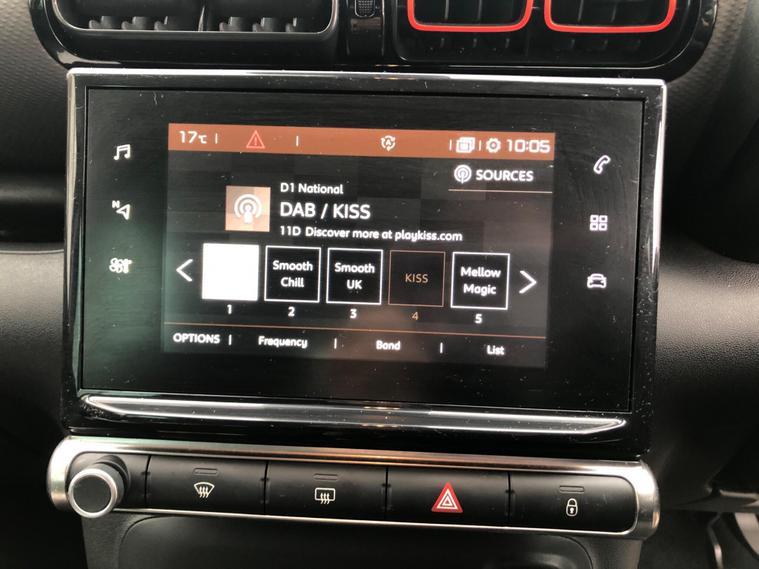 17℃ 10:05
SOURCES
D1 National
DAB / KISS
11D Discover more at playkiss.com
Smooth Chill
Smooth UK
KISS
Mellow Magic
1 2 3 4 5
OPTIONS Frequency Band List
N